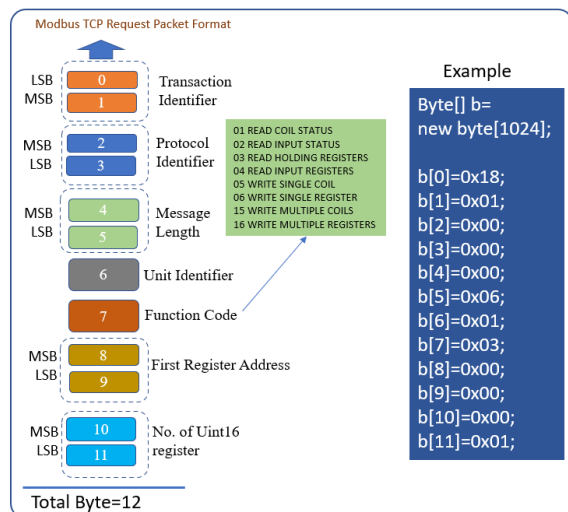 Modbus TCP Request Packet Format
LSB
0
MSB
1
Transaction
Identifier
MSB
2
LSB
3
Protocol
Identifier
MSB
4
LSB
5
Message
Length
6
Unit Identifier
7
Function Code
MSB
8
LSB
9
First Register Address
MSB
10
LSB
11
No. of Uint16
register
Total Byte=12
01 READ COIL STATUS
02 READ INPUT STATUS
03 READ HOLDING REGISTERS
04 READ INPUT REGISTERS
05 WRITE SINGLE COIL
06 WRITE SINGLE REGISTER
15 WRITE MULTIPLE COILS
16 WRITE MULTIPLE REGISTERS
Example
Byte[] b=
new byte[1024];
b[0]=0x18;
b[1]=0x01;
b[2]=0x00;
b[3]=0x00;
b[4]=0x00;
b[5]=0x06;
b[6]=0x01;
b[7]=0x03;
b[8]=0x00;
b[9]=0x00;
b[10]=0x00;
b[11]=0x01;